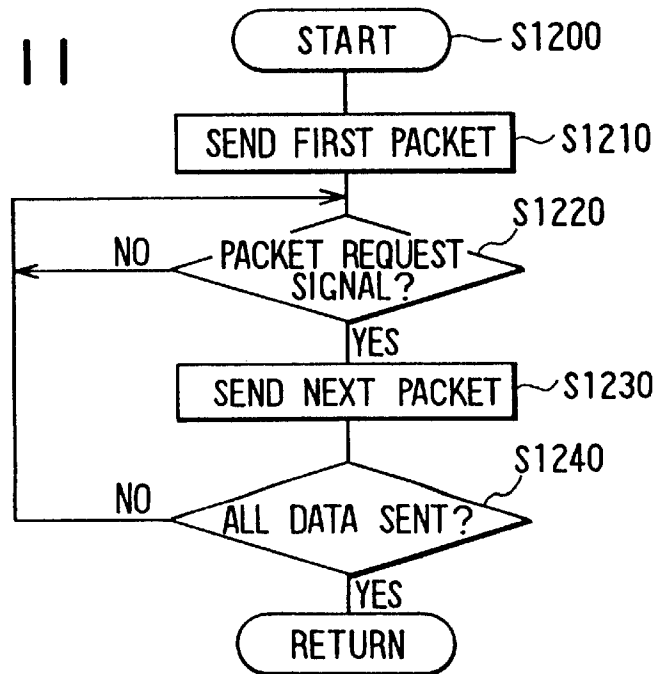 11
START
S1200
SEND FIRST PACKET
S1210
S1220
NO
PACKET REQUEST
SIGNAL?
YES
SEND NEXT PACKET
S1230
S1240
NO
ALL DATA SENT?
YES
RETURN